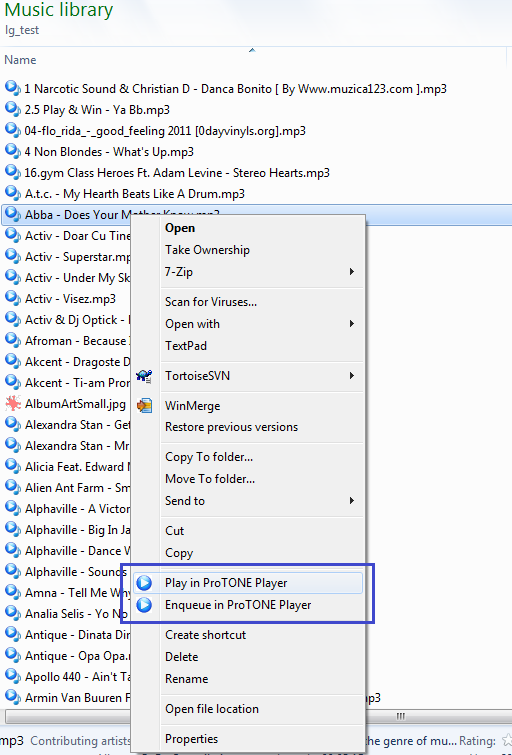 Music library
lg_test
Name
1 Narcotic Sound & Christian D - Danca Bonito [ By Www.muzica123.com ].mp3
2.5 Play & Win - Ya Bb.mp3
04-flo_rida_-_good_feeling 2011 [0dayvinyls.org].mp3
4 Non Blondes - What's Up.mp3
16.gym Class Heroes Ft. Adam Levine - Stereo Hearts.mp3
A.t.c. - My Hearth Beats Like A Drum.mp3
Abba - Does Your Mother Know.mp3
Activ - Doar Cu Tine
Activ - Superstar.mp
Activ - Under My Sk
Activ - Visez.mp3
Activ & Dj Optick -
Afroman - Because
Akcent - Dragoste D
Akcent - Ti-am Pron
AlbumArtSmall.jpg
Alexandra Stan - Get
Alexandra Stan - Mr
Alicia Feat. Edward
Alien Ant Farm - Sm
Alphaville - A Victor
Alphaville - Big In Ja
Alphaville - Dance W
Alphaville - Sounds
Amna - Tell Me Why
Analia Selis - Yo No
Antique - Dinata Din
Antique - Opa Opa.m
Apollo 440 - Ain't Ta
Armin Van Buuren F
p3
Open
Take Ownership
7-Zip
Scan for Viruses...
Open with
TextPad
TortoiseSVN
WinMerge
Restore previous versions
Copy To folder...
Move To folder...
Send to
Cut
Copy
Play in ProTONE Player
Enqueue in ProTONE Player
Create shortcut
Delete
Rename
Open file location
Properties
mp3 Contributing artists the genre of mu... Rating: